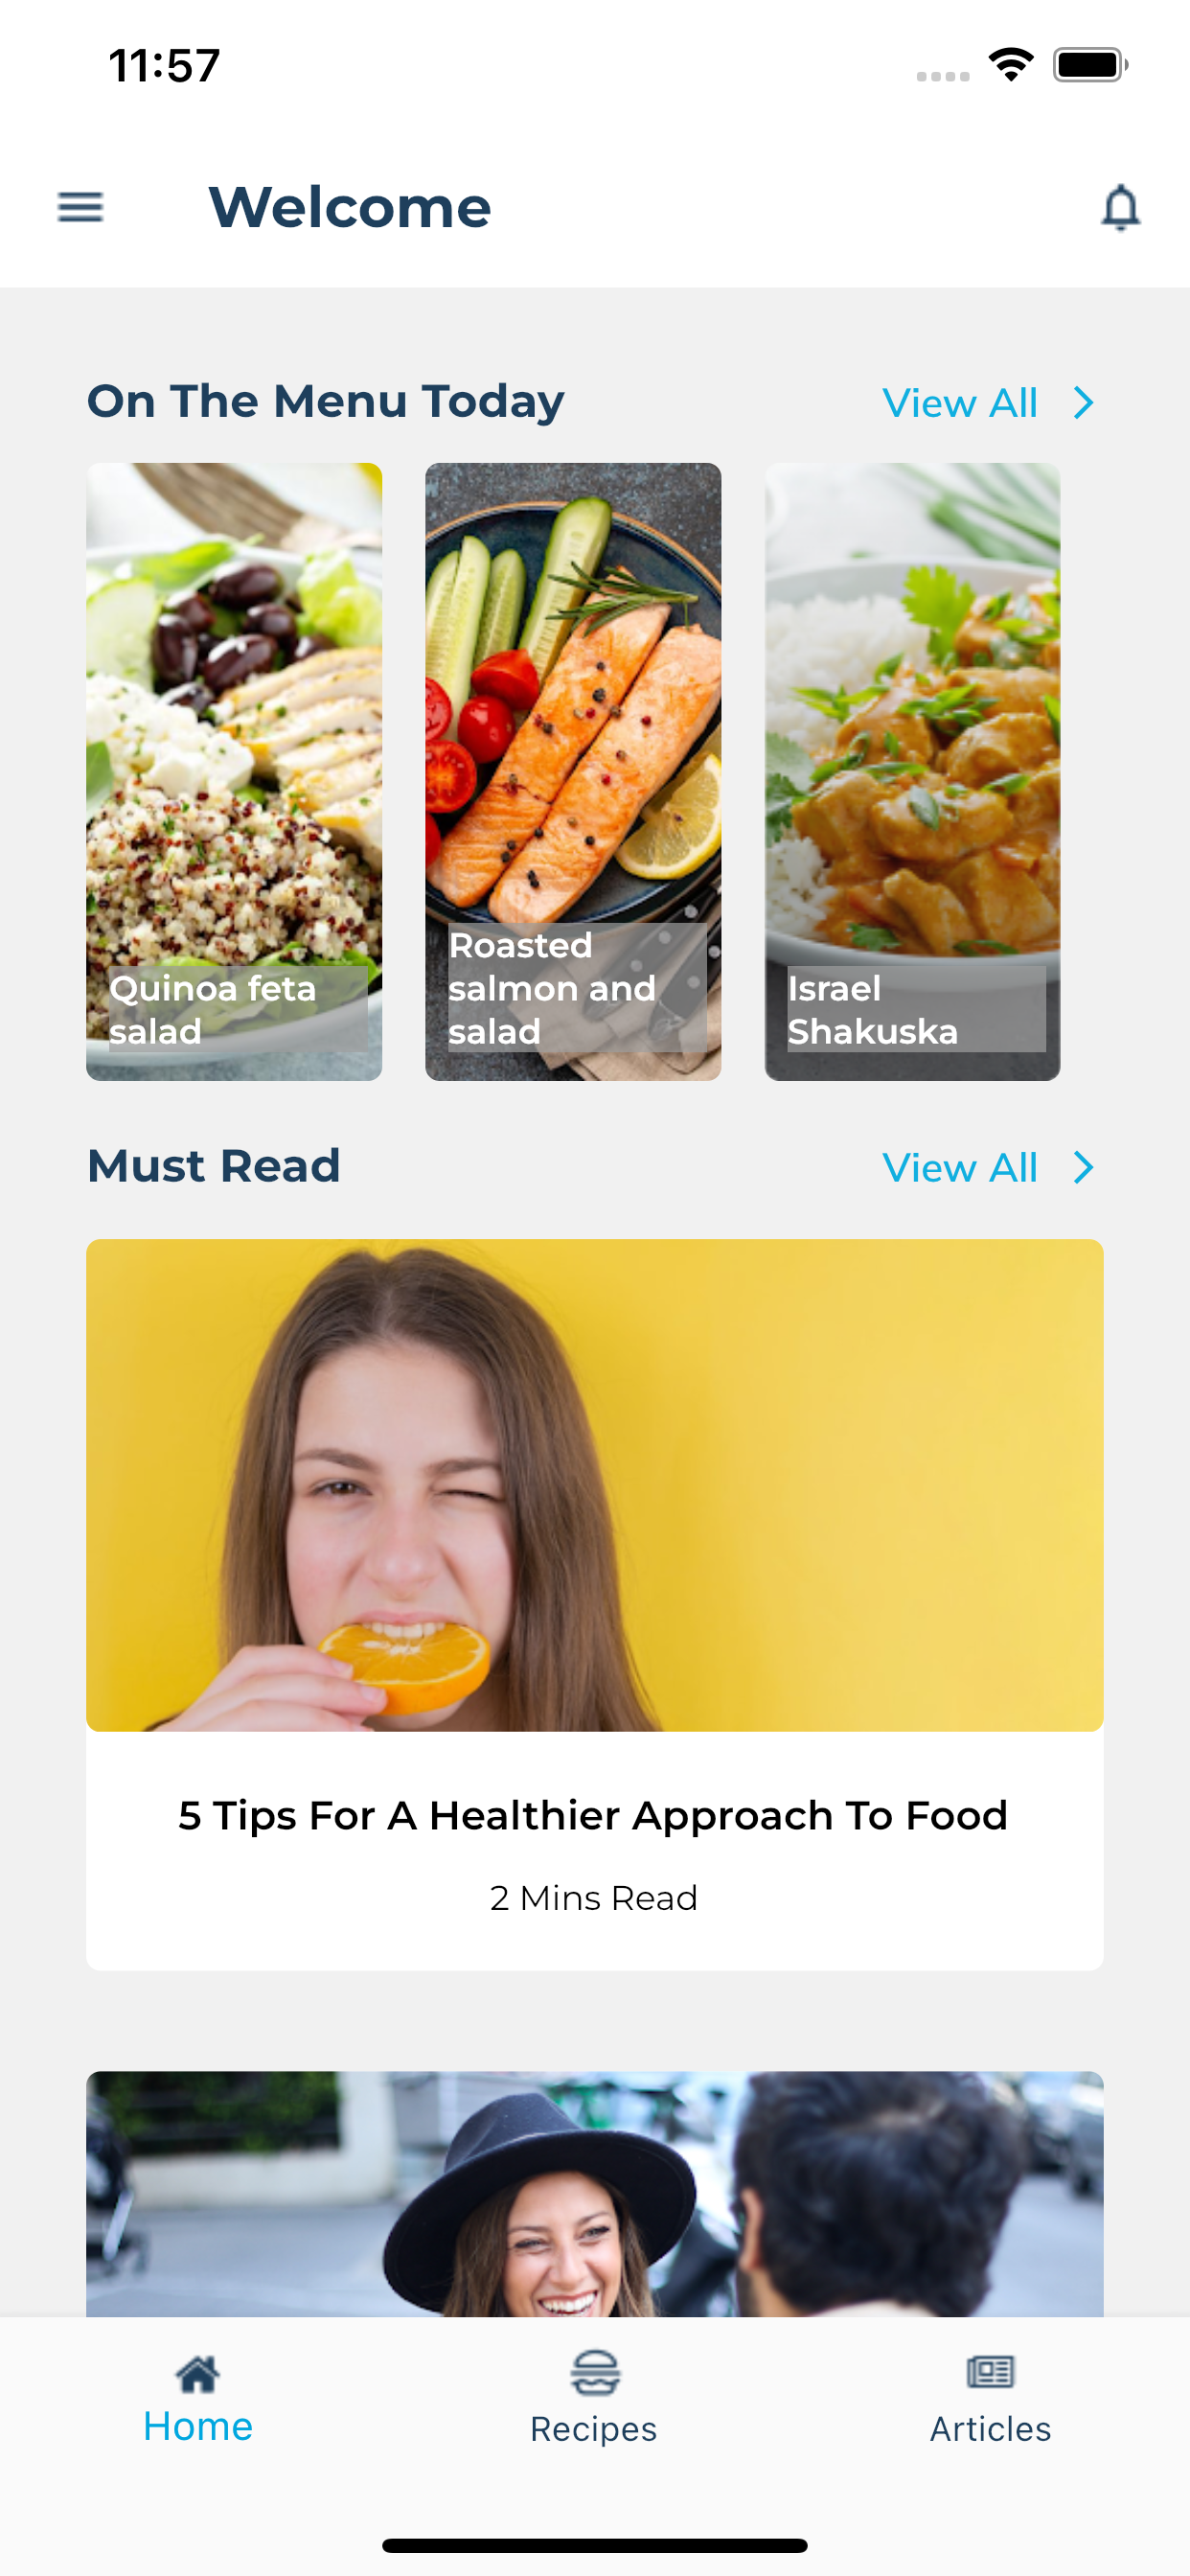 11:57
Welcome
On The Menu Today
View All
Quinoa feta
salad
Roasted
salmon and
salad
Israel
Shakuska
Must Read
View All
5 Tips For A Healthier Approach To Food
2 Mins Read
Home
Recipes
Articles